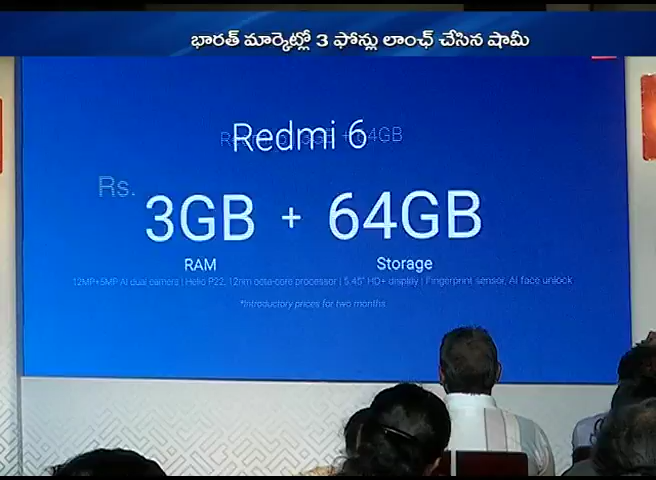 భారత్ మార్కెట్లో 3 ఫోన్లు లాంఛ్ చేసిన షామీ
Redmi 6
Rs.
3GB + 64GB
RAM Storage
12MP+5MP AI dual camera | Helio P22, 12nm octa-core processor | 5.45" HD+ display | Fingerprint sensor, AI face unlock
*Introductory prices for two months.